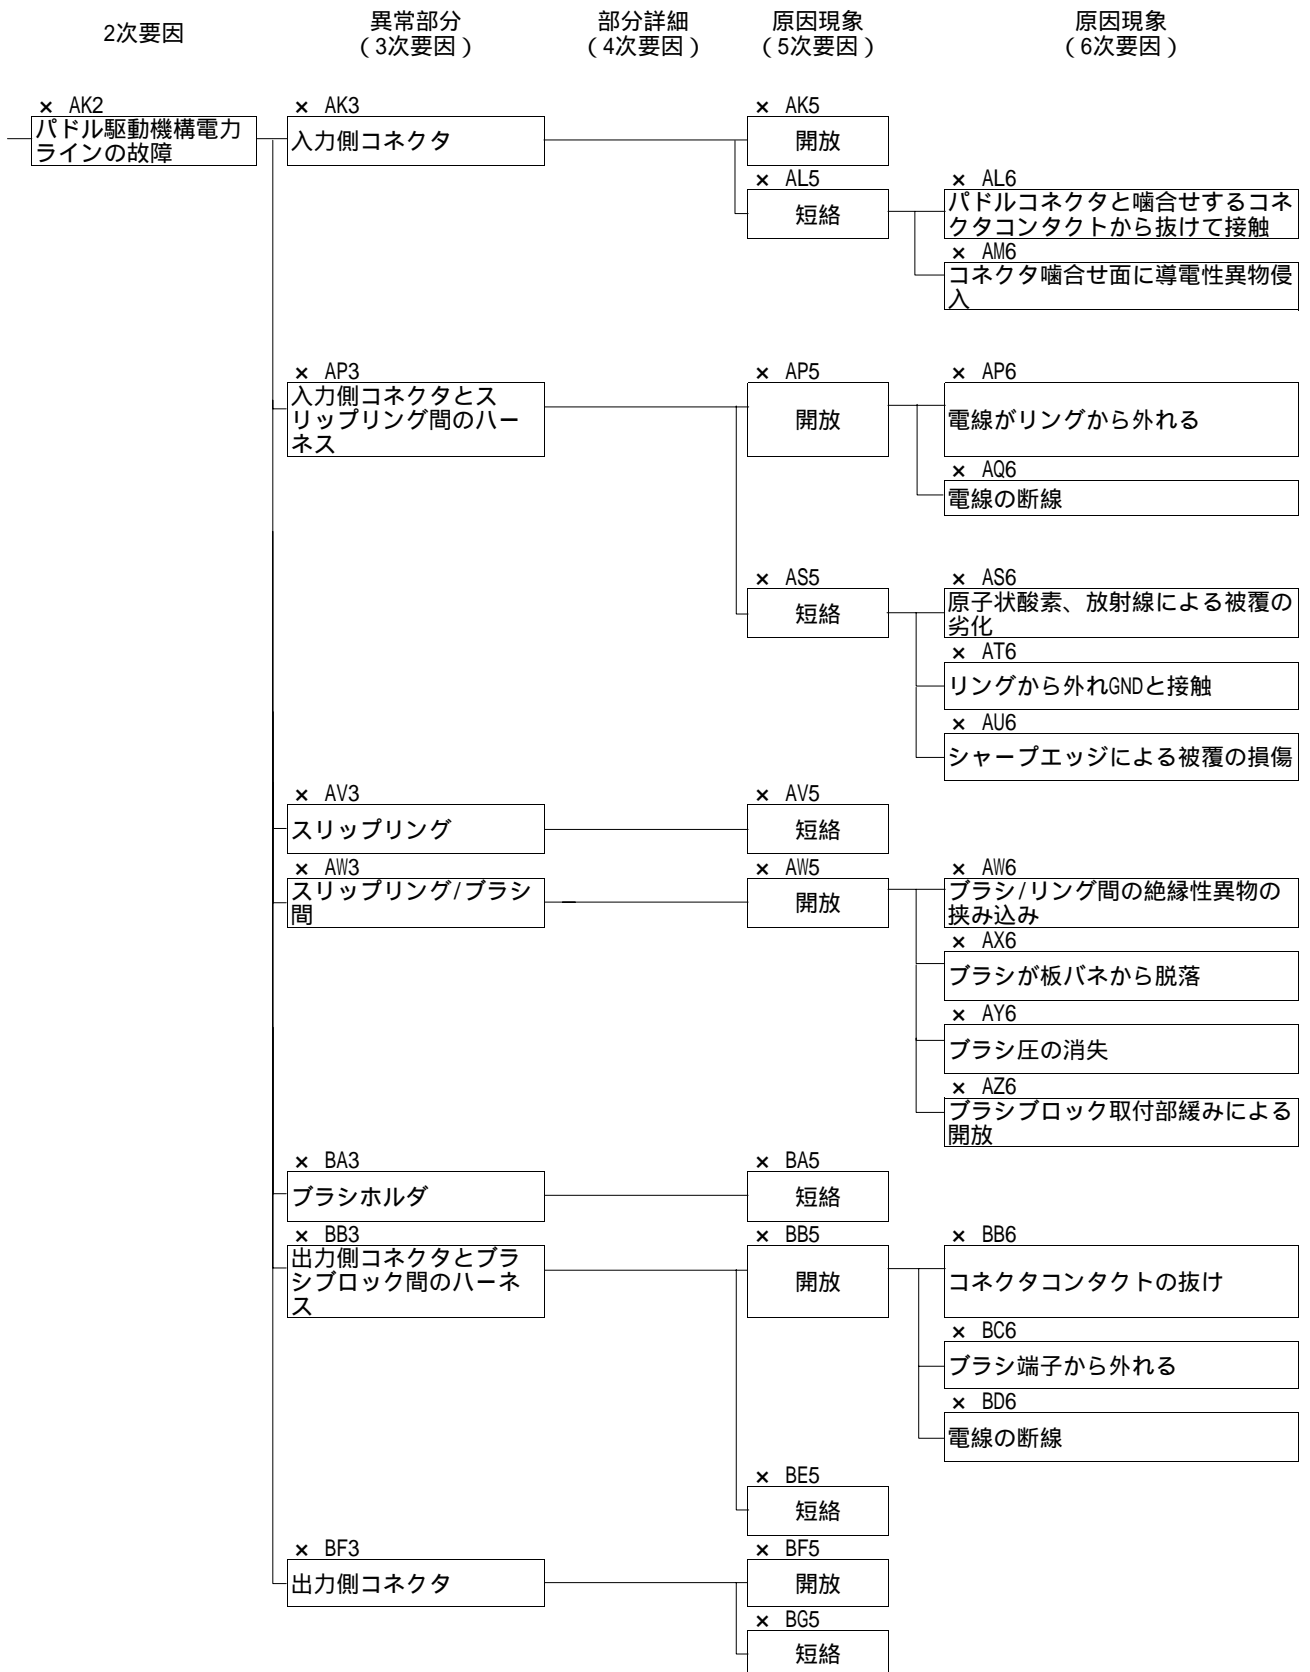 2次要因
異常部分
(3次要因)
部分詳細
(4次要因)
原因現象
(5次要因)
原因現象
(6次要因)
× AK2
パドル駆動機構電力
ラインの故障
× AK3
入力側コネクタ
× AK5
開放
× AL5
短絡
× AL6
パドルコネクタと噛合せするコネ
クタコンタクトから抜けて接触
× AM6
コネクタ噛合せ面に導電性異物侵
入
× AP3
入力側コネクタとス
リップリング間のハー
ネス
× AP5
開放
× AP6
電線がリングから外れる
× AQ6
電線の断線
× AS5
短絡
× AS6
原子状酸素、放射線による被覆の
劣化
× AT6
リングから外れGNDと接触
× AU6
シャープエッジによる被覆の損傷
× AV3
スリップリング
× AV5
短絡
× AW3
スリップリング/ブラシ
間
× AW5
開放
× AW6
ブラシ/リング間の絶縁性異物の
挟み込み
× AX6
ブラシが板バネから脱落
× AY6
ブラシ圧の消失
× AZ6
ブラシブロック取付部緩みによる
開放
× BA3
ブラシホルダ
× BA5
短絡
× BB3
出力側コネクタとブラ
シブロック間のハーネ
ス
× BB5
開放
× BB6
コネクタコンタクトの抜け
× BC6
ブラシ端子から外れる
× BD6
電線の断線
× BE5
短絡
× BF3
出力側コネクタ
× BF5
開放
× BG5
短絡